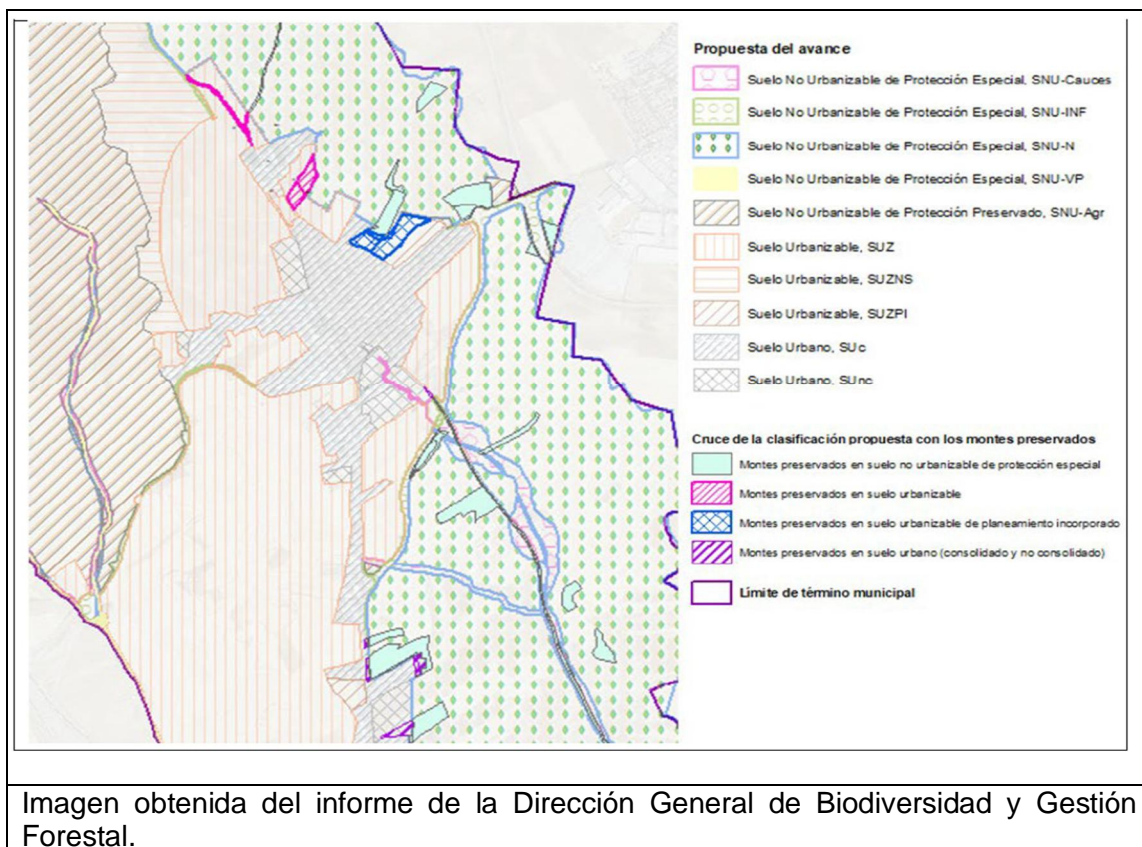 Propuesta del avance
Suelo No Urbanizable de Protección Especial, SNU-Cauces
Suelo No Urbanizable de Protección Especial, SNU-INF
Suelo No Urbanizable de Protección Especial, SNU-N
Suelo No Urbanizable de Protección Especial, SNU-VP
Suelo No Urbanizable de Protección Preservado, SNU-Agr
Suelo Urbanizable, SUZ
Suelo Urbanizable, SUZNS
Suelo Urbanizable, SUZPI
Suelo Urbano, SUc
Suelo Urbano. SUnc
Cruce de la clasificación propuesta con los montes preservados
Montes preservados en suelo no urbanizable de protección especial
Montes preservados en suelo urbanizable
Montes preservados en suelo urbanizable de planeamiento incorporado
Montes preservados en suelo urbano (consolidado y no consolidado)
Límite de término municipal
Imagen obtenida del informe de la Dirección General de Biodiversidad y Gestión
Forestal.